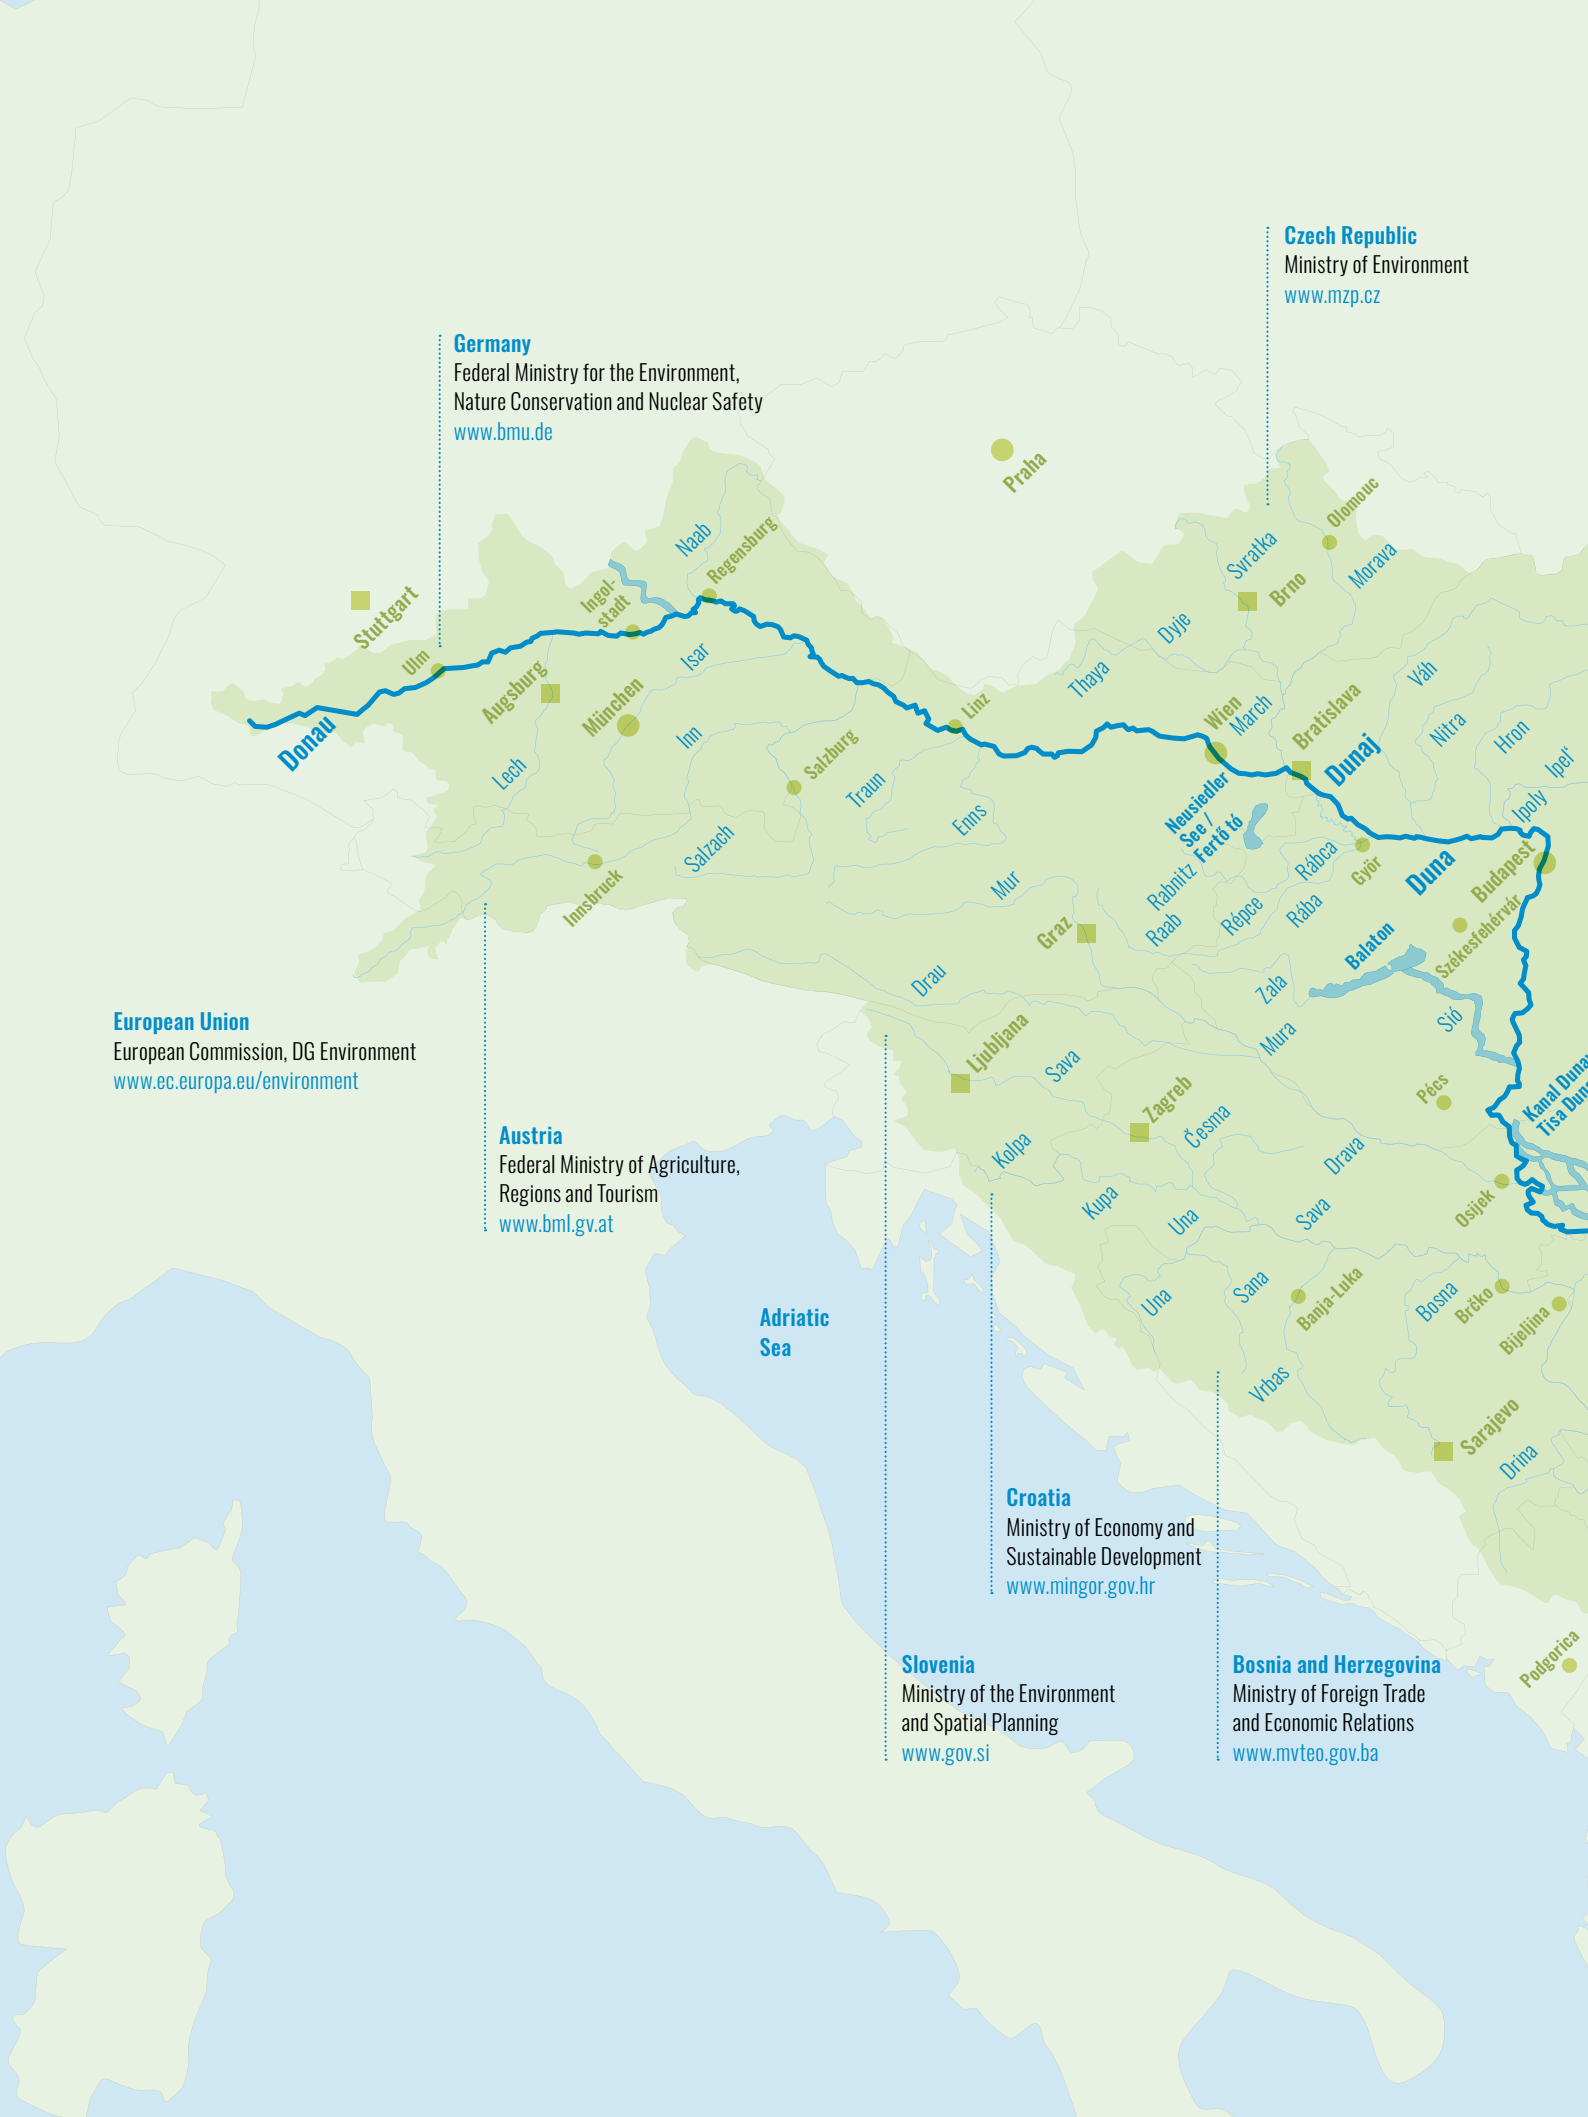 Czech Republic
Ministry of Environment
www.mzp.cz
Germany
Federal Ministry for the Environment,
Nature Conservation and Nuclear Safety
www.bmu.de
Praha
Olomouc
Naab
Regensburg
Svratka
Morava
Stuttgart
Ingol-
stadt
Brno
Dyje
Ulm
Isar
Thaya
Váh
Augsburg
München
Linz
Wien
March
Bratislava
Donau
Inn
Salzburg
Dunaj
Nitra
Hron
Ipel'
Lech
Traun
Enns
Neusiedler
See /
Fertő tó
Ipoly
Salzach
Innsbruck
Mur
Rabnitz
Rábca
Györ
Duna
Budapest
Graz
Raab
Répce
Rába
Balaton
Székesfehérvár
Drau
Zala
Sió
European Union
European Commission, DG Environment
www.ec.europa.eu/environment
Ljubljana
Sava
Mura
Zagreb
Pécs
Kanal Duna
Tisa Dun
Austria
Federal Ministry of Agriculture,
Regions and Tourism
www.bml.gv.at
Kolpa
Česma
Drava
Kupa
Una
Sava
Osijek
Una
Sana
Banja-Luka
Bosna
Brčko
Bijeljina
Adriatic
Sea
Vrbas
Sarajevo
Drina
Croatia
Ministry of Economy and
Sustainable Development
www.mingor.gov.hr
Podgorica
Slovenia
Ministry of the Environment
and Spatial Planning
www.gov.si
Bosnia and Herzegovina
Ministry of Foreign Trade
and Economic Relations
www.mvteo.gov.ba